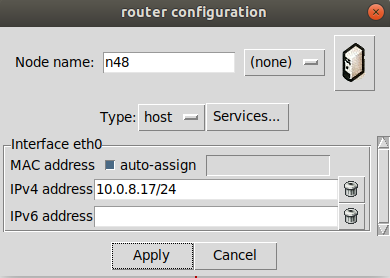 router configuration
Node name: n48 (none)
Type: host Services...
Interface eth0
MAC address auto-assign
IPv4 address 10.0.8.17/24
IPv6 address
Apply Cancel